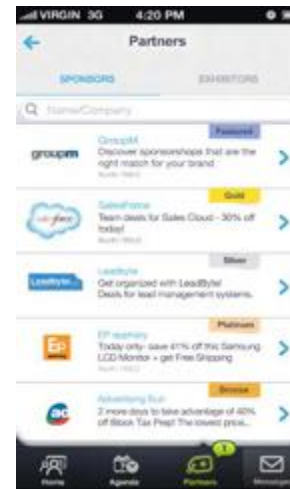 VIRGIN 3G 4:20 PM
Partners
SPONSORS EXHIBITORS
Name/Company
Featured
groupm
GroupM
Discover sponsorshops that are the
right match for your brand
Gold
salesforce
SalesForce
Team deals for Sales Cloud - 30% off
today!
Silver
LeadByte
LeadByte
Get organized with LeadByte!
Deals for lead management systems.
Platinum
EP
Today only- save 41% off this Samsung
LCD Monitor + get Free Shipping
Bronze
ad
Advertising Boo
2 more days to take advantage of 40%
off Block Tax Prep! The lowest price...
1
Home Agenda Partners Messages